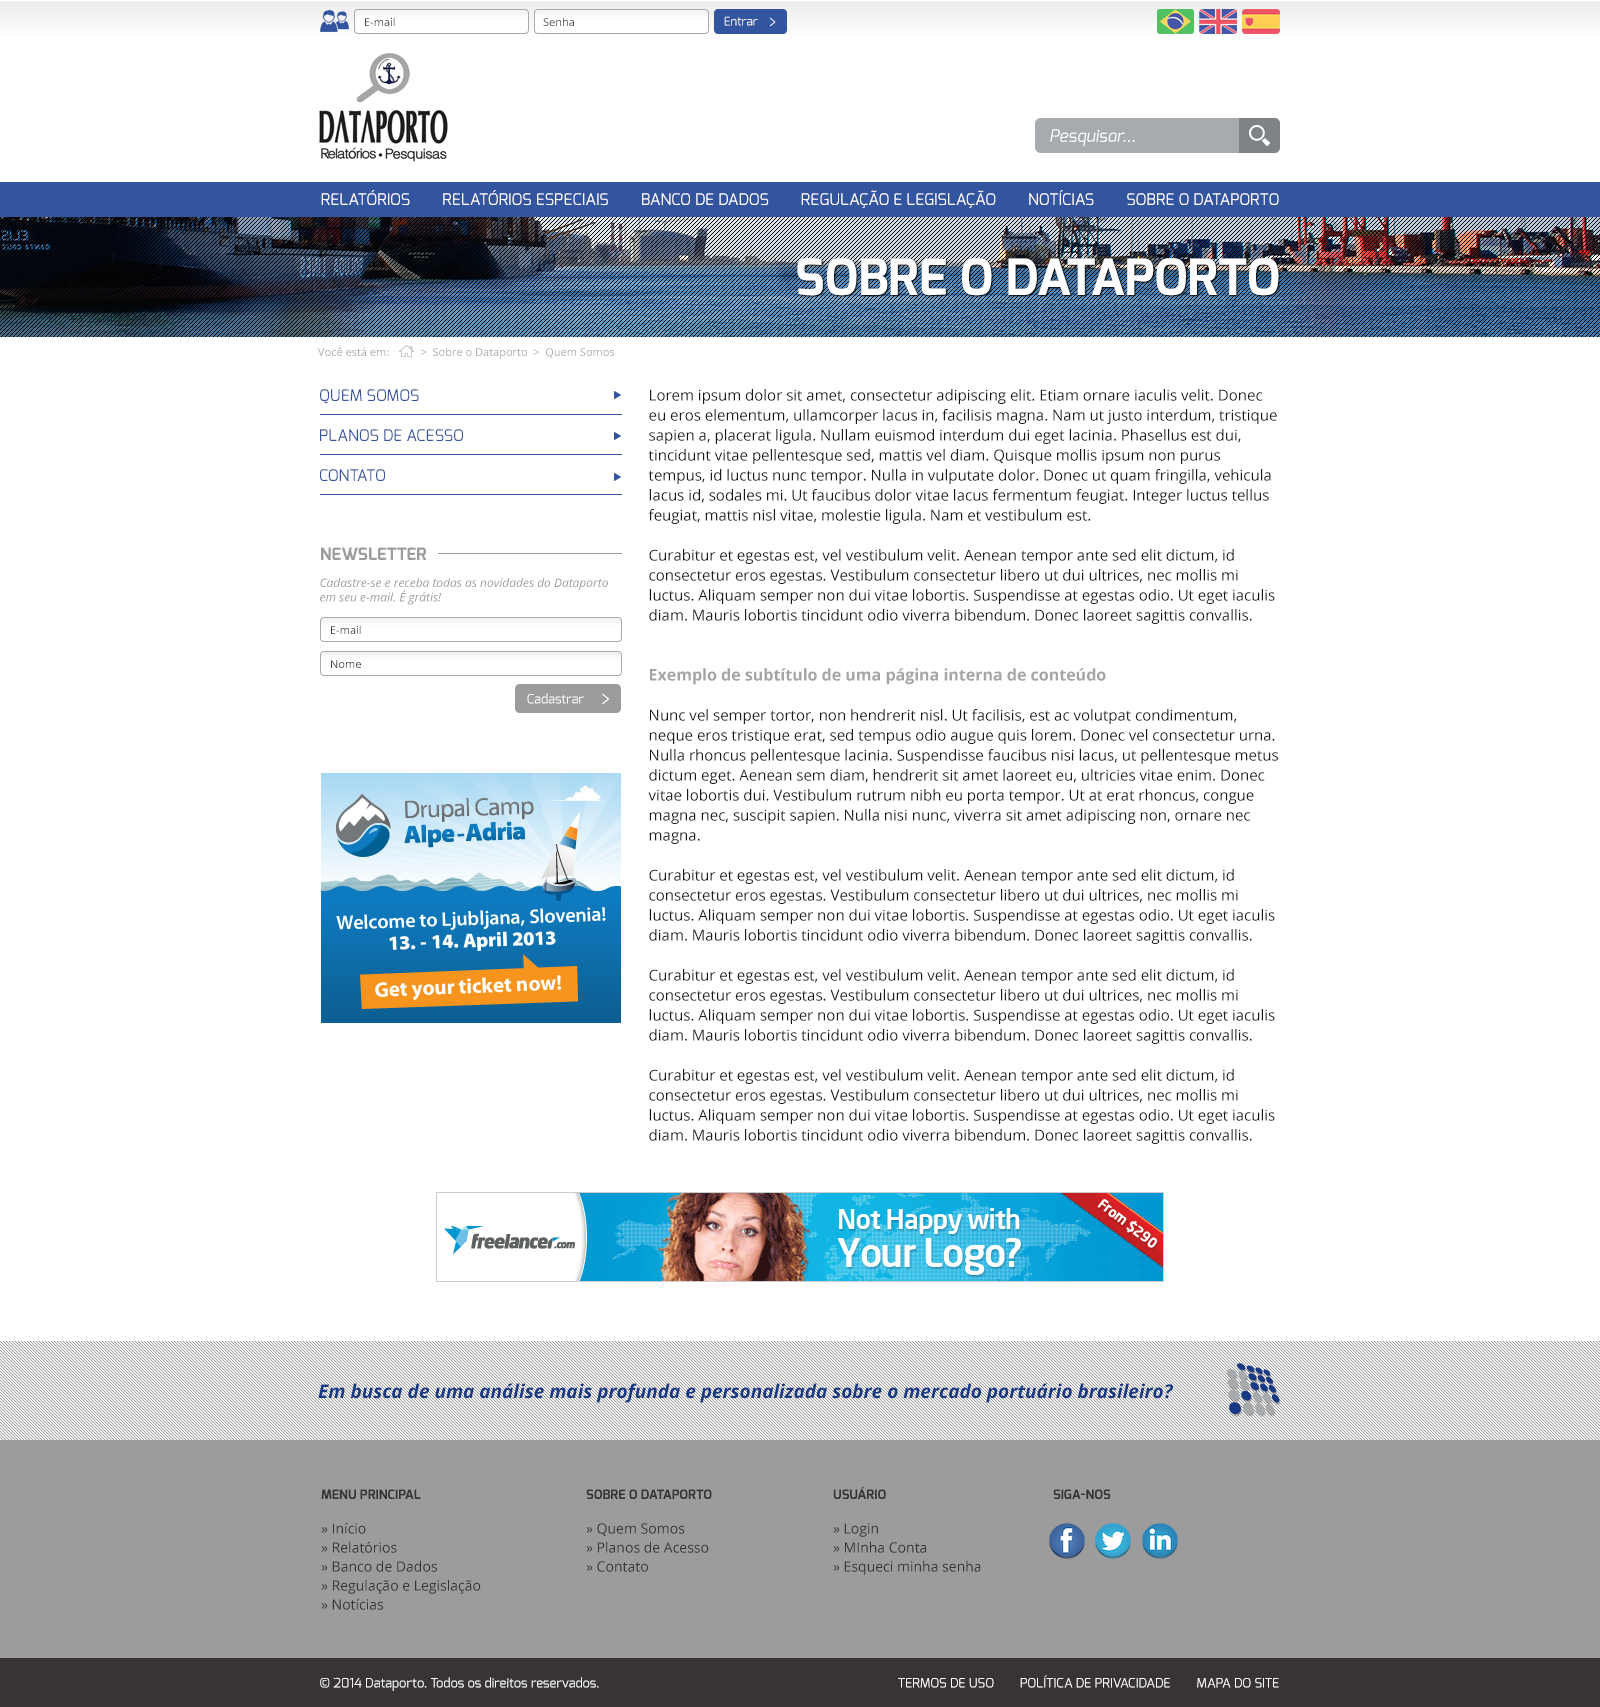 E-mail
Senha
Entrar >
DATAPORTO
Relatórios • Pesquisas
Pesquisar...
RELATÓRIOS
RELATÓRIOS ESPECIAIS
BANCO DE DADOS
REGULAÇÃO E LEGISLAÇÃO
NOTÍCIAS
SOBRE O DATAPORTO
SOBRE O DATAPORTO
Você está em: > Sobre o Dataporto > Quem Somos
QUEM SOMOS
PLANOS DE ACESSO
CONTATO
NEWSLETTER
Cadastre-se e receba todas as novidades do Dataporto
em seu e-mail. É grátis!
E-mail
Nome
Cadastrar >
Drupal Camp
Alpe-Adria
Welcome to Ljubljana, Slovenia!
13. - 14. April 2013
Get your ticket now!
Lorem ipsum dolor sit amet, consectetur adipiscing elit. Etiam ornare iaculis velit. Donec
eu eros elementum, ullamcorper lacus in, facilisis magna. Nam ut justo interdum, tristique
sapien a, placerat ligula. Nullam euismod interdum dui eget lacinia. Phasellus est dui,
tincidunt vitae pellentesque sed, mattis vel diam. Quisque mollis ipsum non purus
tempus, id luctus nunc tempor. Nulla in vulputate dolor. Donec ut quam fringilla, vehicula
lacus id, sodales mi. Ut faucibus dolor vitae lacus fermentum feugiat. Integer luctus tellus
feugiat, mattis nisl vitae, molestie ligula. Nam et vestibulum est.
Curabitur et egestas est, vel vestibulum velit. Aenean tempor ante sed elit dictum, id
consectetur eros egestas. Vestibulum consectetur libero ut dui ultrices, nec mollis mi
luctus. Aliquam semper non dui vitae lobortis. Suspendisse at egestas odio. Ut eget iaculis
diam. Mauris lobortis tincidunt odio viverra bibendum. Donec laoreet sagittis convallis.
Exemplo de subtítulo de uma página interna de conteúdo
Nunc vel semper tortor, non hendrerit nisl. Ut facilisis, est ac volutpat condimentum,
neque eros tristique erat, sed tempus odio augue quis lorem. Donec vel consectetur urna.
Nulla rhoncus pellentesque lacinia. Suspendisse faucibus nisi lacus, ut pellentesque metus
dictum eget. Aenean sem diam, hendrerit sit amet laoreet eu, ultricies vitae enim. Donec
vitae lobortis dui. Vestibulum rutrum nibh eu porta tempor. Ut at erat rhoncus, congue
magna nec, suscipit sapien. Nulla nisi nunc, viverra sit amet adipiscing non, ornare nec
magna.
Curabitur et egestas est, vel vestibulum velit. Aenean tempor ante sed elit dictum, id
consectetur eros egestas. Vestibulum consectetur libero ut dui ultrices, nec mollis mi
luctus. Aliquam semper non dui vitae lobortis. Suspendisse at egestas odio. Ut eget iaculis
diam. Mauris lobortis tincidunt odio viverra bibendum. Donec laoreet sagittis convallis.
Curabitur et egestas est, vel vestibulum velit. Aenean tempor ante sed elit dictum, id
consectetur eros egestas. Vestibulum consectetur libero ut dui ultrices, nec mollis mi
luctus. Aliquam semper non dui vitae lobortis. Suspendisse at egestas odio. Ut eget iaculis
diam. Mauris lobortis tincidunt odio viverra bibendum. Donec laoreet sagittis convallis.
Curabitur et egestas est, vel vestibulum velit. Aenean tempor ante sed elit dictum, id
consectetur eros egestas. Vestibulum consectetur libero ut dui ultrices, nec mollis mi
luctus. Aliquam semper non dui vitae lobortis. Suspendisse at egestas odio. Ut eget iaculis
diam. Mauris lobortis tincidunt odio viverra bibendum. Donec laoreet sagittis convallis.
freelancer.com
Not Happy with
Your Logo?
From $290
Em busca de uma análise mais profunda e personalizada sobre o mercado portuário brasileiro?
MENU PRINCIPAL
» Início
» Relatórios
» Banco de Dados
» Regulação e Legislação
» Notícias
SOBRE O DATAPORTO
» Quem Somos
» Planos de Acesso
» Contato
USUÁRIO
» Login
» MInha Conta
» Esqueci minha senha
SIGA-NOS
f
in
© 2014 Dataporto. Todos os direitos reservados.
TERMOS DE USO
POLÍTICA DE PRIVACIDADE
MAPA DO SITE